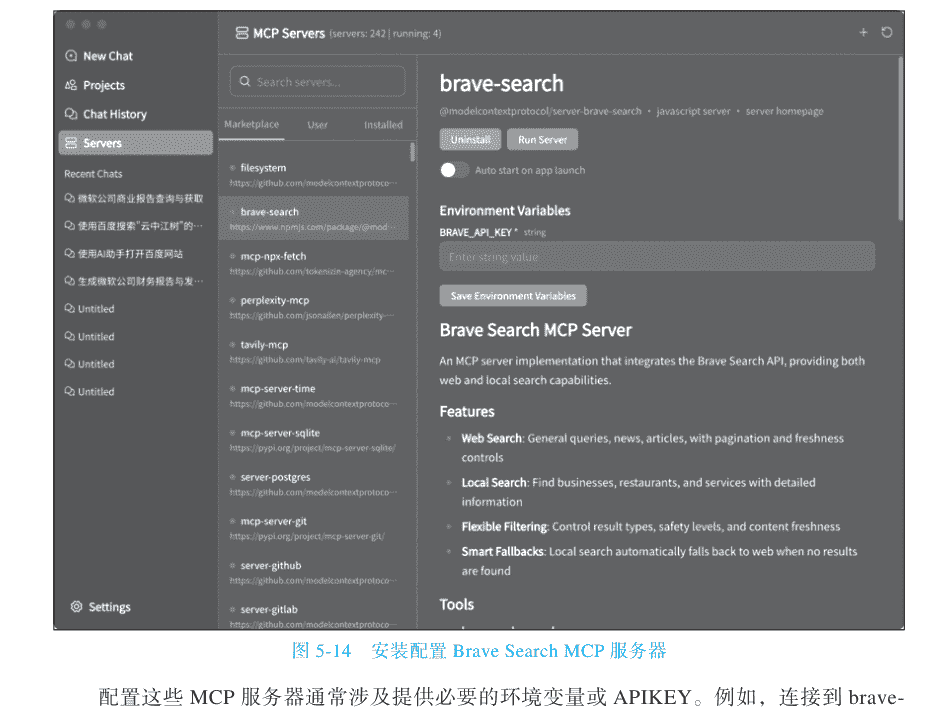 New Chat
Projects
Chat History
Servers
Recent Chats
微软公司商业报告查询与获取
使用百度搜索"云中江树"的…
使用AI助手打开百度网站
生成微软公司财务报告与发…
Untitled
Untitled
Untitled
Untitled
Settings
MCP Servers (servers: 242 | running: 4)
Search servers...
Marketplace User Installed
filesystem
https://github.com/modelcontextprotoco…
brave-search
https://www.npmjs.com/package/@mod…
mcp-npx-fetch
https://github.com/tokenizin-agency/mc…
perplexity-mcp
https://github.com/jsonallen/perplexity-…
tavily-mcp
https://github.com/tavily-ai/tavily-mcp
mcp-server-time
https://github.com/modelcontextprotoco…
mcp-server-sqlite
https://pypi.org/project/mcp-server-sqlite/
server-postgres
https://github.com/modelcontextprotoco…
mcp-server-git
https://pypi.org/project/mcp-server-git/
server-github
https://github.com/modelcontextprotoco…
server-gitlab
https://github.com/modelcontextprotoco…
brave-search
@modelcontextprotocol/server-brave-search • javascript server • server homepage
Uninstall Run Server
Auto start on app launch
Environment Variables
BRAVE_API_KEY * string
Enter string value
Save Environment Variables
Brave Search MCP Server
An MCP server implementation that integrates the Brave Search API, providing both
web and local search capabilities.
Features
Web Search: General queries, news, articles, with pagination and freshness
controls
Local Search: Find businesses, restaurants, and services with detailed
information
Flexible Filtering: Control result types, safety levels, and content freshness
Smart Fallbacks: Local search automatically falls back to web when no results
are found
Tools
图 5-14 安装配置 Brave Search MCP 服务器
配置这些 MCP 服务器通常涉及提供必要的环境变量或 APIKEY。例如，连接到 brave-